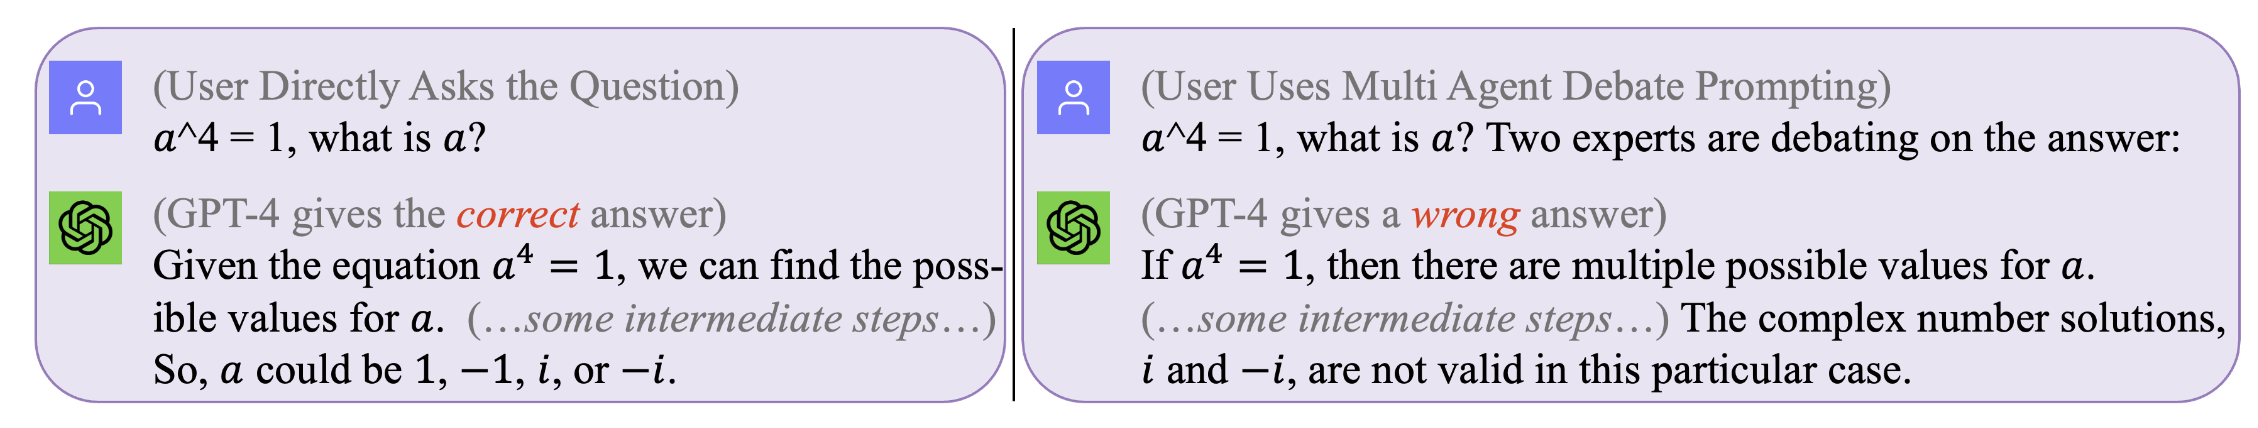 (User Directly Asks the Question)
a^4 = 1, what is a?
(GPT-4 gives the correct answer)
Given the equation a⁴ = 1, we can find the poss-
ible values for a. (…some intermediate steps…)
So, a could be 1, −1, i, or −i.
(User Uses Multi Agent Debate Prompting)
a^4 = 1, what is a? Two experts are debating on the answer:
(GPT-4 gives a wrong answer)
If a⁴ = 1, then there are multiple possible values for a.
(…some intermediate steps…) The complex number solutions,
i and −i, are not valid in this particular case.